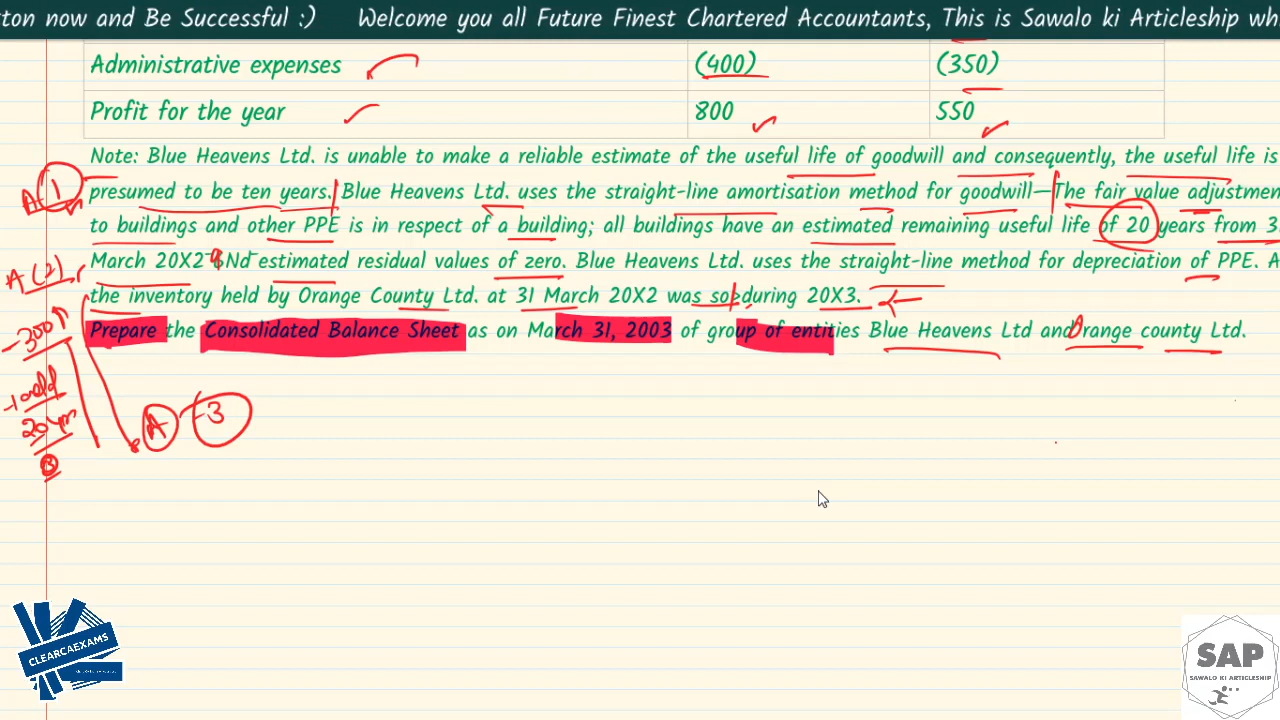 ton now and Be Successful :) Welcome you all Future Finest Chartered Accountants, This is Sawalo ki Articleship wh
Administrative expenses (400) (350)
Profit for the year 800 550
Note: Blue Heavens Ltd. is unable to make a reliable estimate of the useful life of goodwill and consequently, the useful life is
presumed to be ten years. Blue Heavens Ltd. uses the straight-line amortisation method for goodwill—The fair value adjustmen
to buildings and other PPE is in respect of a building; all buildings have an estimated remaining useful life of 20 years from 3
March 20X2 Nd estimated residual values of zero. Blue Heavens Ltd. uses the straight-line method for depreciation of PPE. A
the inventory held by Orange County Ltd. at 31 March 20X2 was during 20X3.
Prepare the Consolidated Balance Sheet as on March 31, 2003 of group of entities Blue Heavens Ltd and Orange county Ltd.
A 1
A (2)
-300
20
A -3
CLEARCAEXAMS
SAP
SAWALO KI ARTICLESHIP